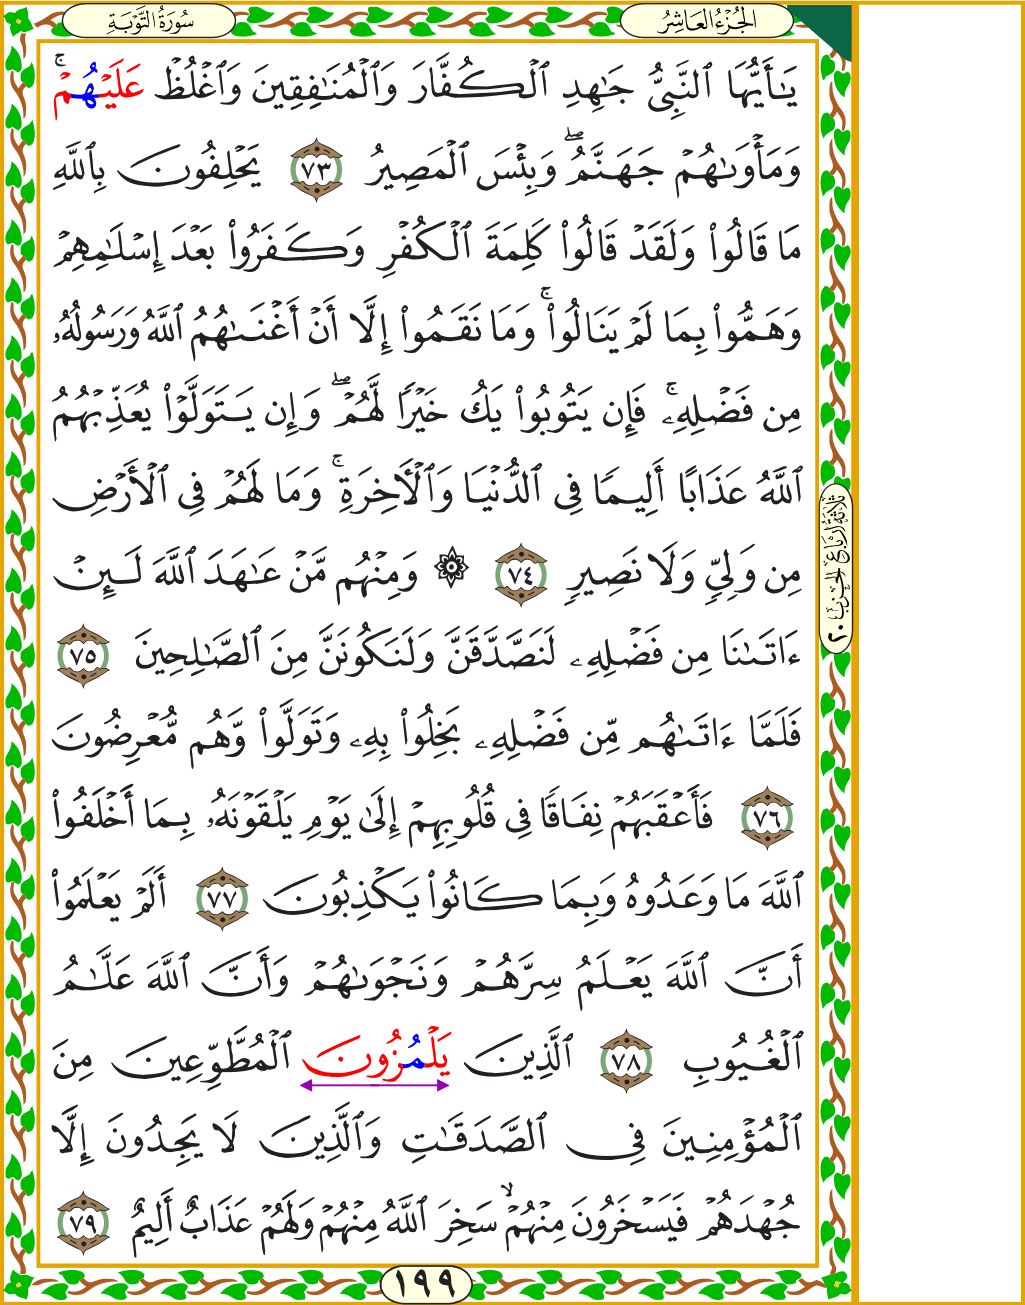 الجُزْءُ العَاشِرُ
سُورَةُ التَّوْبَةِ
يَـٰٓأَيُّهَا ٱلنَّبِىُّ جَـٰهِدِ ٱلْكُفَّارَ وَٱلْمُنَـٰفِقِينَ وَٱغْلُظْ عَلَيْهُمْ ۚ
وَمَأْوَىٰهُمْ جَهَنَّمُ ۖ وَبِئْسَ ٱلْمَصِيرُ ٧٣ يَحْلِفُونَ بِٱللَّهِ
مَا قَالُوا۟ وَلَقَدْ قَالُوا۟ كَلِمَةَ ٱلْكُفْرِ وَكَفَرُوا۟ بَعْدَ إِسْلَـٰمِهِمْ
وَهَمُّوا۟ بِمَا لَمْ يَنَالُوا۟ ۚ وَمَا نَقَمُوا۟ إِلَّآ أَنْ أَغْنَىٰهُمُ ٱللَّهُ وَرَسُولُهُۥ
مِن فَضْلِهِۦ ۚ فَإِن يَتُوبُوا۟ يَكُ خَيْرًا لَّهُمْ ۖ وَإِن يَتَوَلَّوْا۟ يُعَذِّبْهُمُ
ٱللَّهُ عَذَابًا أَلِيمًا فِى ٱلدُّنْيَا وَٱلْـَٔاخِرَةِ ۚ وَمَا لَهُمْ فِى ٱلْأَرْضِ
مِن وَلِىٍّ وَلَا نَصِيرٍ ٧٤ ۞ وَمِنْهُم مَّنْ عَـٰهَدَ ٱللَّهَ لَئِنْ
ءَاتَىٰنَا مِن فَضْلِهِۦ لَنَصَّدَّقَنَّ وَلَنَكُونَنَّ مِنَ ٱلصَّـٰلِحِينَ ٧٥
فَلَمَّآ ءَاتَىٰهُم مِّن فَضْلِهِۦ بَخِلُوا۟ بِهِۦ وَتَوَلَّوا۟ وَّهُم مُّعْرِضُونَ
٧٦ فَأَعْقَبَهُمْ نِفَاقًا فِى قُلُوبِهِمْ إِلَىٰ يَوْمِ يَلْقَوْنَهُۥ بِمَآ أَخْلَفُوا۟
ٱللَّهَ مَا وَعَدُوهُ وَبِمَا كَانُوا۟ يَكْذِبُونَ ٧٧ أَلَمْ يَعْلَمُوٓا۟
أَنَّ ٱللَّهَ يَعْلَمُ سِرَّهُمْ وَنَجْوَىٰهُمْ وَأَنَّ ٱللَّهَ عَلَّـٰمُ
ٱلْغُيُوبِ ٧٨ ٱلَّذِينَ يَلْمُزُونَ ٱلْمُطَّوِّعِينَ مِنَ
ٱلْمُؤْمِنِينَ فِى ٱلصَّدَقَـٰتِ وَٱلَّذِينَ لَا يَجِدُونَ إِلَّا
جُهْدَهُمْ فَيَسْخَرُونَ مِنْهُمْ ۙ سَخِرَ ٱللَّهُ مِنْهُمْ وَلَهُمْ عَذَابٌ أَلِيمٌ ٧٩
ثلاثة أرباع الحزب ٢٠
١٩٩